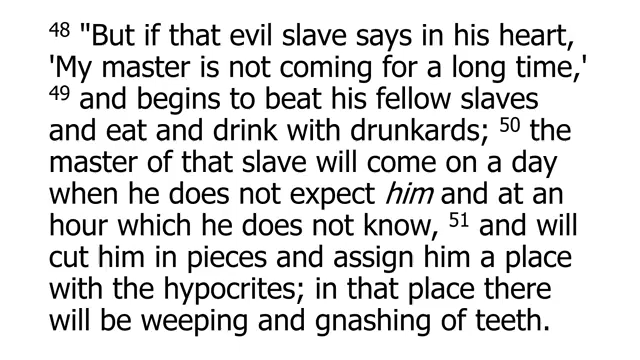 48 "But if that evil slave says in his heart,
'My master is not coming for a long time,'
49 and begins to beat his fellow slaves
and eat and drink with drunkards; 50 the
master of that slave will come on a day
when he does not expect him and at an
hour which he does not know, 51 and will
cut him in pieces and assign him a place
with the hypocrites; in that place there
will be weeping and gnashing of teeth.